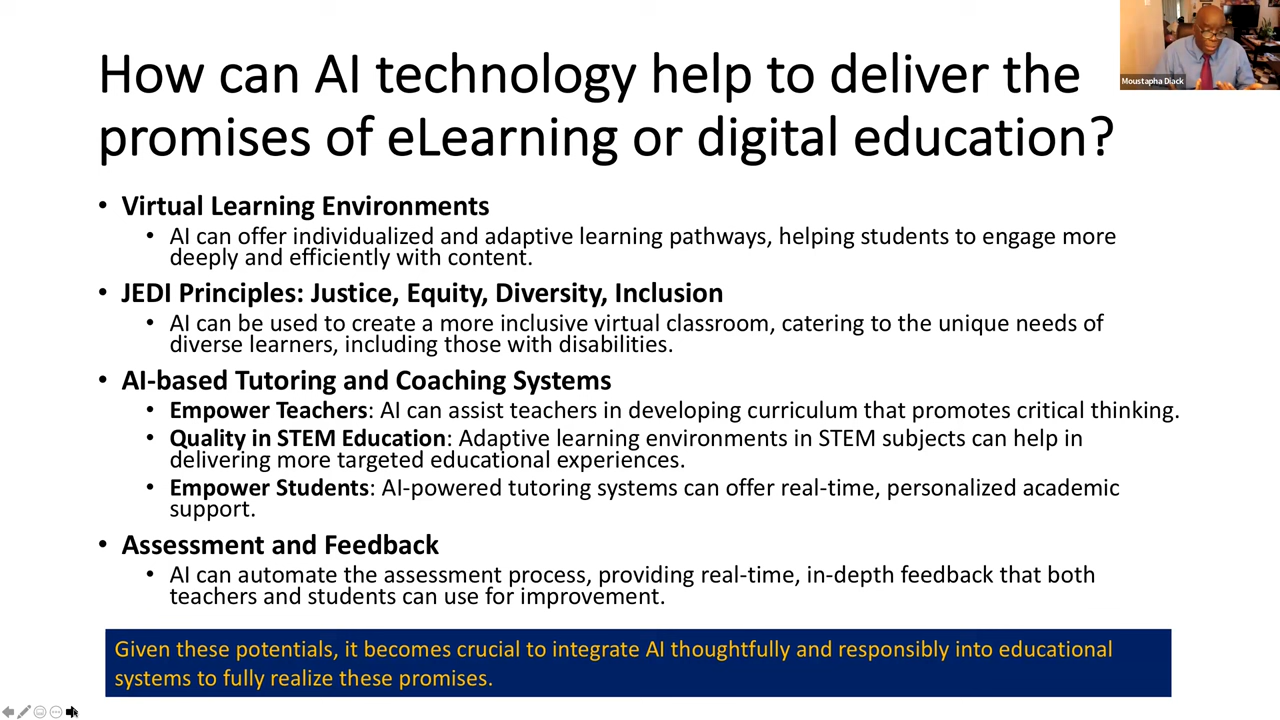 How can AI technology help to deliver the
promises of eLearning or digital education?
Moustapha Diack
• Virtual Learning Environments
• AI can offer individualized and adaptive learning pathways, helping students to engage more
deeply and efficiently with content.
• JEDI Principles: Justice, Equity, Diversity, Inclusion
• AI can be used to create a more inclusive virtual classroom, catering to the unique needs of
diverse learners, including those with disabilities.
• AI-based Tutoring and Coaching Systems
• Empower Teachers: AI can assist teachers in developing curriculum that promotes critical thinking.
• Quality in STEM Education: Adaptive learning environments in STEM subjects can help in
delivering more targeted educational experiences.
• Empower Students: AI-powered tutoring systems can offer real-time, personalized academic
support.
• Assessment and Feedback
• AI can automate the assessment process, providing real-time, in-depth feedback that both
teachers and students can use for improvement.
Given these potentials, it becomes crucial to integrate AI thoughtfully and responsibly into educational
systems to fully realize these promises.